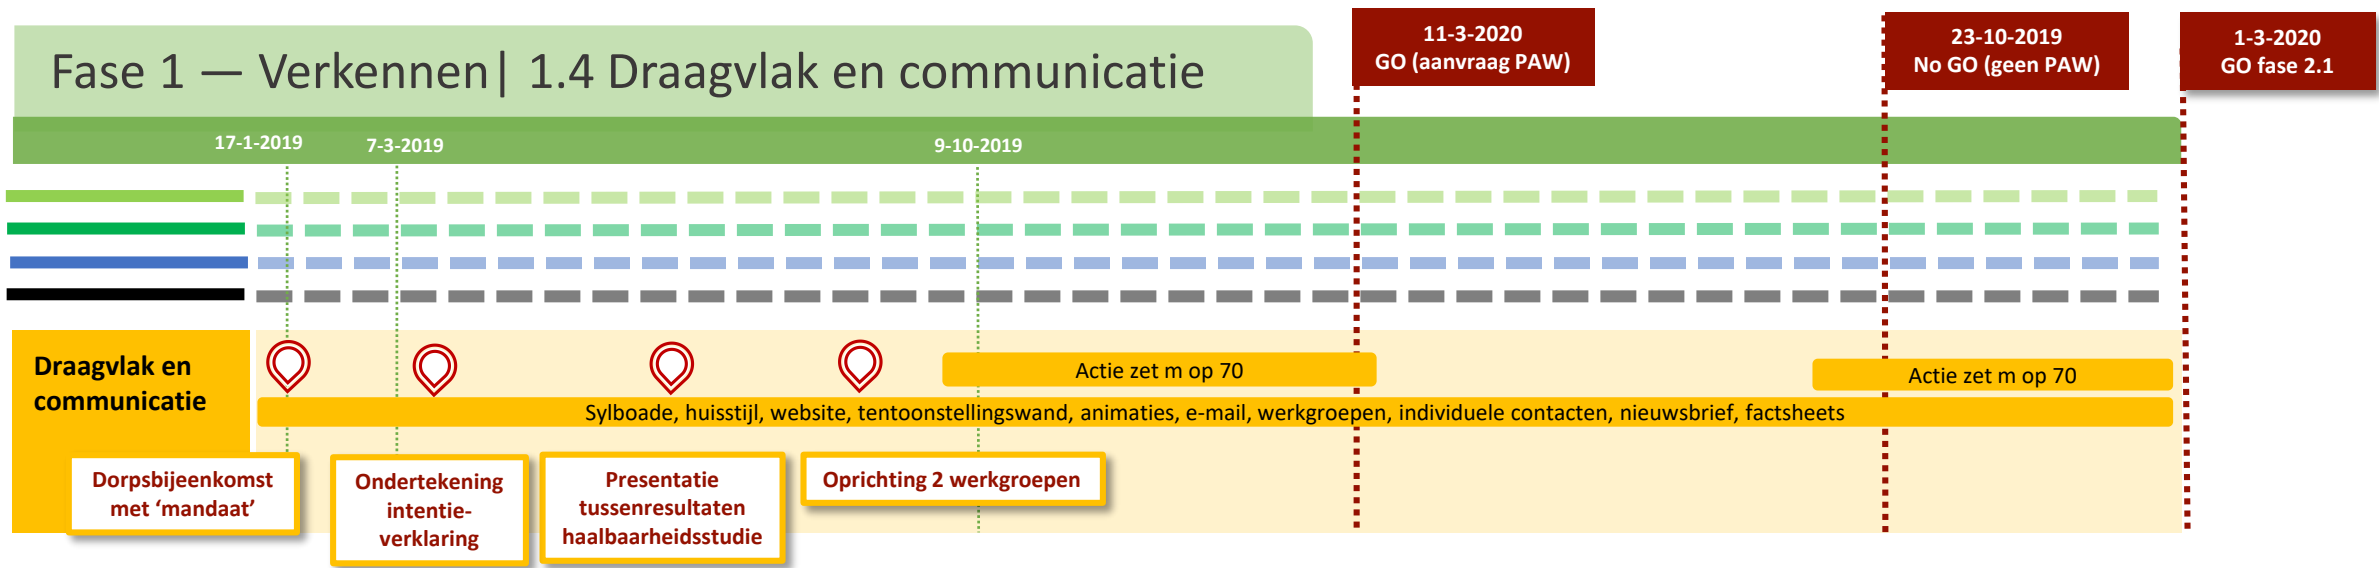 Fase 1 — Verkennen| 1.4 Draagvlak en communicatie
11-3-2020
GO (aanvraag PAW)
23-10-2019
No GO (geen PAW)
1-3-2020
GO fase 2.1
17-1-2019
7-3-2019
9-10-2019
Draagvlak en
communicatie
Actie zet m op 70
Actie zet m op 70
Sylboade, huisstijl, website, tentoonstellingswand, animaties, e-mail, werkgroepen, individuele contacten, nieuwsbrief, factsheets
Dorpsbijeenkomst
met ‘mandaat’
Ondertekening
intentie-
verklaring
Presentatie
tussenresultaten
haalbaarheidsstudie
Oprichting 2 werkgroepen